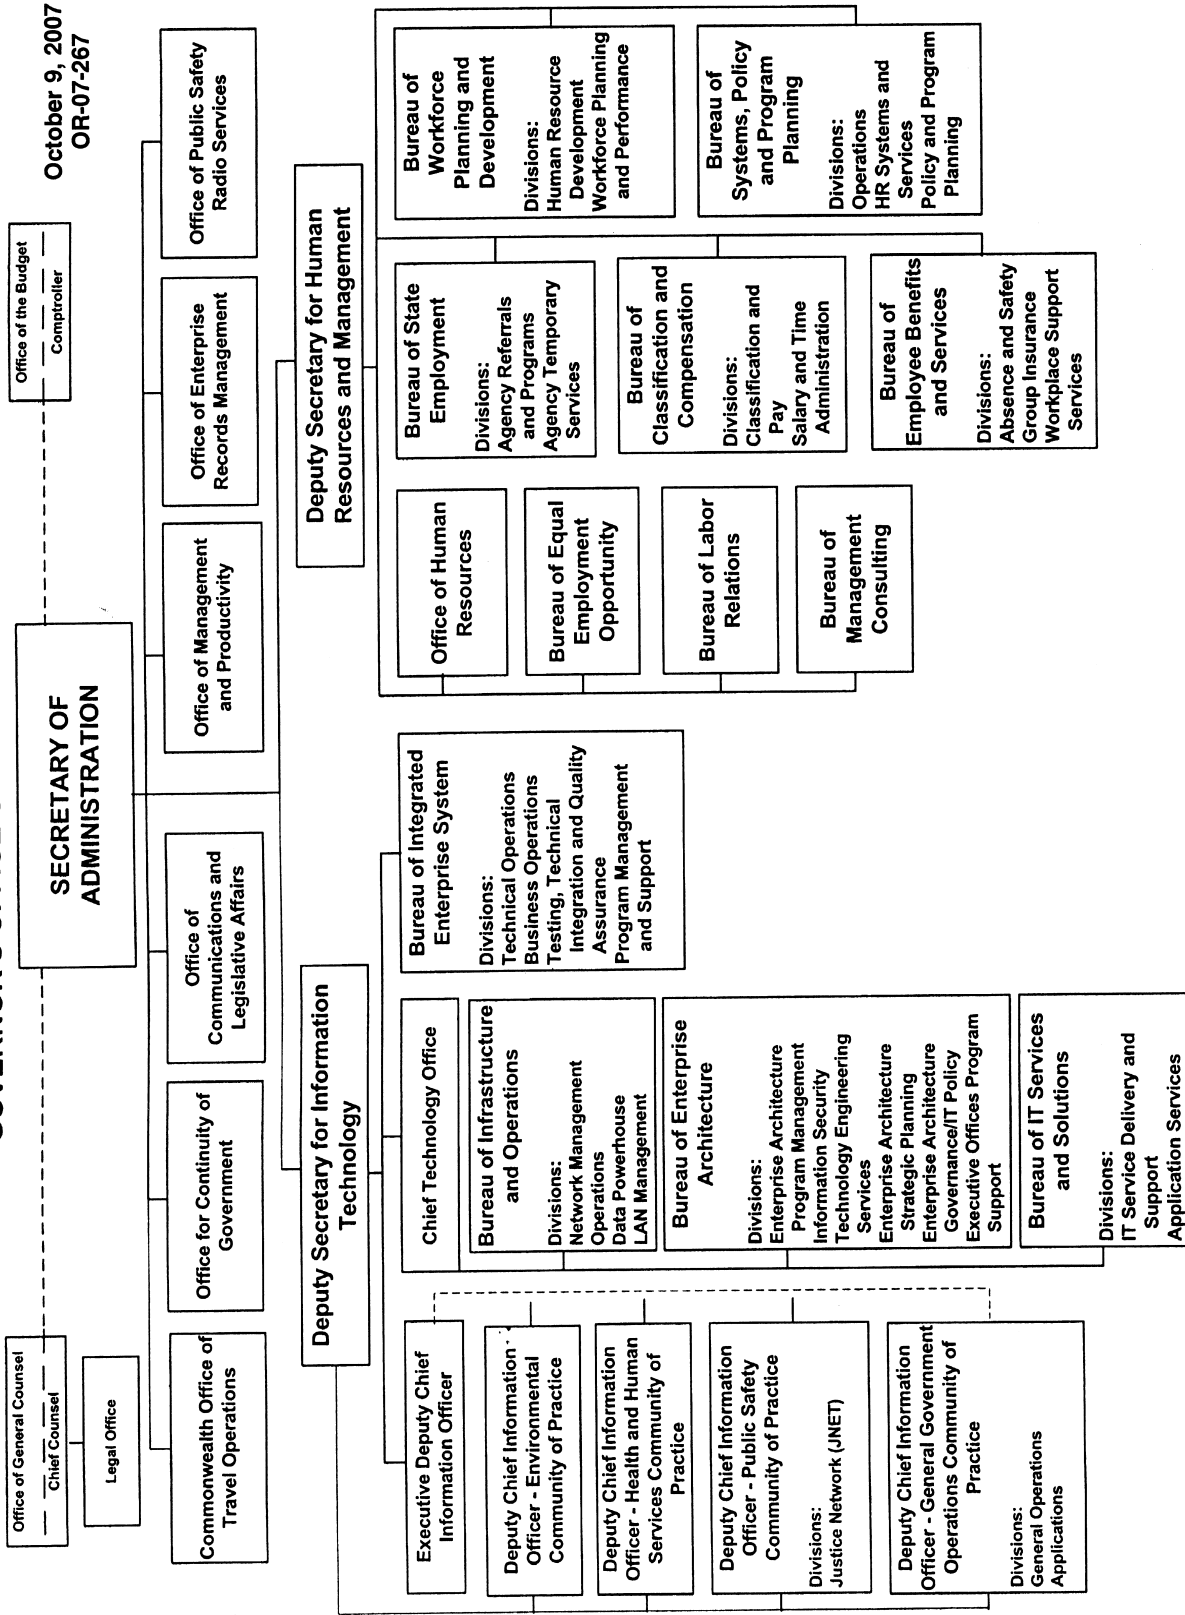 October 9, 2007
OR-07-267
Office of General Counsel
Chief Counsel
Legal Office
Office of the Budget
Comptroller
SECRETARY OF
ADMINISTRATION
Commonwealth Office of
Travel Operations
Office for Continuity of
Government
Office of
Communications and
Legislative Affairs
Office of Management
and Productivity
Office of Enterprise
Records Management
Office of Public Safety
Radio Services
Deputy Secretary for Information
Technology
Deputy Secretary for Human
Resources and Management
Executive Deputy Chief
Information Officer
Deputy Chief Information
Officer - Environmental
Community of Practice
Deputy Chief Information
Officer - Health and Human
Services Community of
Practice
Deputy Chief Information
Officer - Public Safety
Community of Practice
Divisions:
Justice Network (JNET)
Deputy Chief Information
Officer - General Government
Operations Community of
Practice
Divisions:
General Operations
Applications
Chief Technology Office
Bureau of Infrastructure
and Operations
Divisions:
Network Management
Operations
Data Powerhouse
LAN Management
Bureau of Enterprise
Architecture
Divisions:
Enterprise Architecture
Program Management
Information Security
Technology Engineering
Services
Enterprise Architecture
Strategic Planning
Enterprise Architecture
Governance/IT Policy
Executive Offices Program
Support
Bureau of IT Services
and Solutions
Divisions:
IT Service Delivery and
Support
Application Services
Bureau of Integrated
Enterprise System
Divisions:
Technical Operations
Business Operations
Testing, Technical
Integration and Quality
Assurance
Program Management
and Support
Office of Human
Resources
Bureau of Equal
Employment
Opportunity
Bureau of Labor
Relations
Bureau of
Management
Consulting
Bureau of State
Employment
Divisions:
Agency Referrals
and Programs
Agency Temporary
Services
Bureau of
Classification and
Compensation
Divisions:
Classification and
Pay
Salary and Time
Administration
Bureau of
Employee Benefits
and Services
Divisions:
Absence and Safety
Group Insurance
Workplace Support
Services
Bureau of
Workforce
Planning and
Development
Divisions:
Human Resource
Development
Workforce Planning
and Performance
Bureau of
Systems, Policy
and Program
Planning
Divisions:
Operations
HR Systems and
Services
Policy and Program
Planning